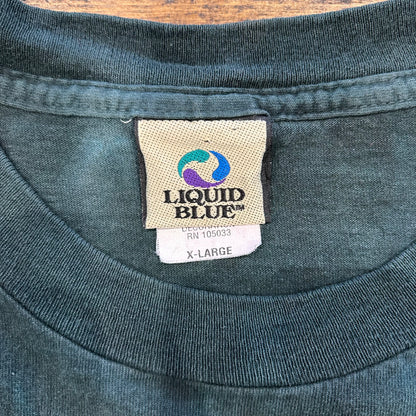 LIQUID
BLUE™
RN 105033
X-LARGE